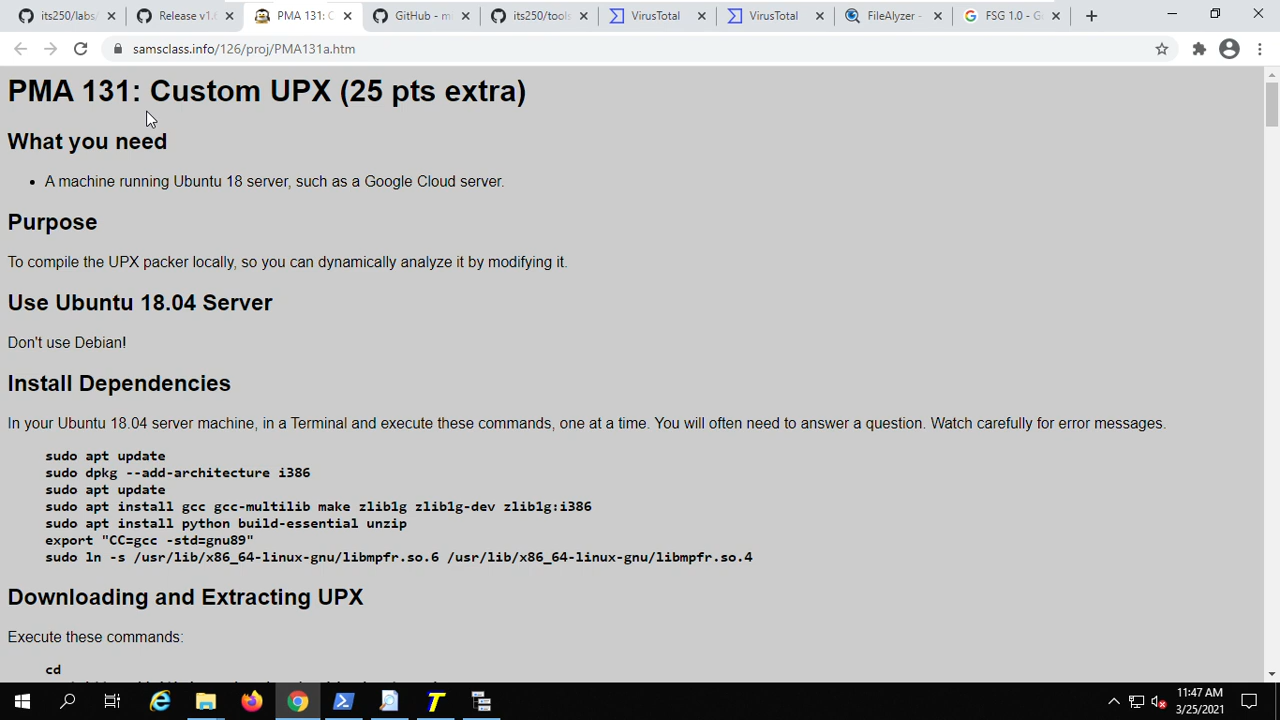 its250/labs/
Release v1.6
PMA 131: C
GitHub - mi
its250/tools
VirusTotal
VirusTotal
FileAlyzer -
FSG 1.0 - G
samsclass.info/126/proj/PMA131a.htm
PMA 131: Custom UPX (25 pts extra)
What you need
• A machine running Ubuntu 18 server, such as a Google Cloud server.
Purpose
To compile the UPX packer locally, so you can dynamically analyze it by modifying it.
Use Ubuntu 18.04 Server
Don't use Debian!
Install Dependencies
In your Ubuntu 18.04 server machine, in a Terminal and execute these commands, one at a time. You will often need to answer a question. Watch carefully for error messages.
sudo apt update
sudo dpkg --add-architecture i386
sudo apt update
sudo apt install gcc gcc-multilib make zlib1g zlib1g-dev zlib1g:i386
sudo apt install python build-essential unzip
export "CC=gcc -std=gnu89"
sudo ln -s /usr/lib/x86_64-linux-gnu/libmpfr.so.6 /usr/lib/x86_64-linux-gnu/libmpfr.so.4
Downloading and Extracting UPX
Execute these commands:
cd
11:47 AM
3/25/2021